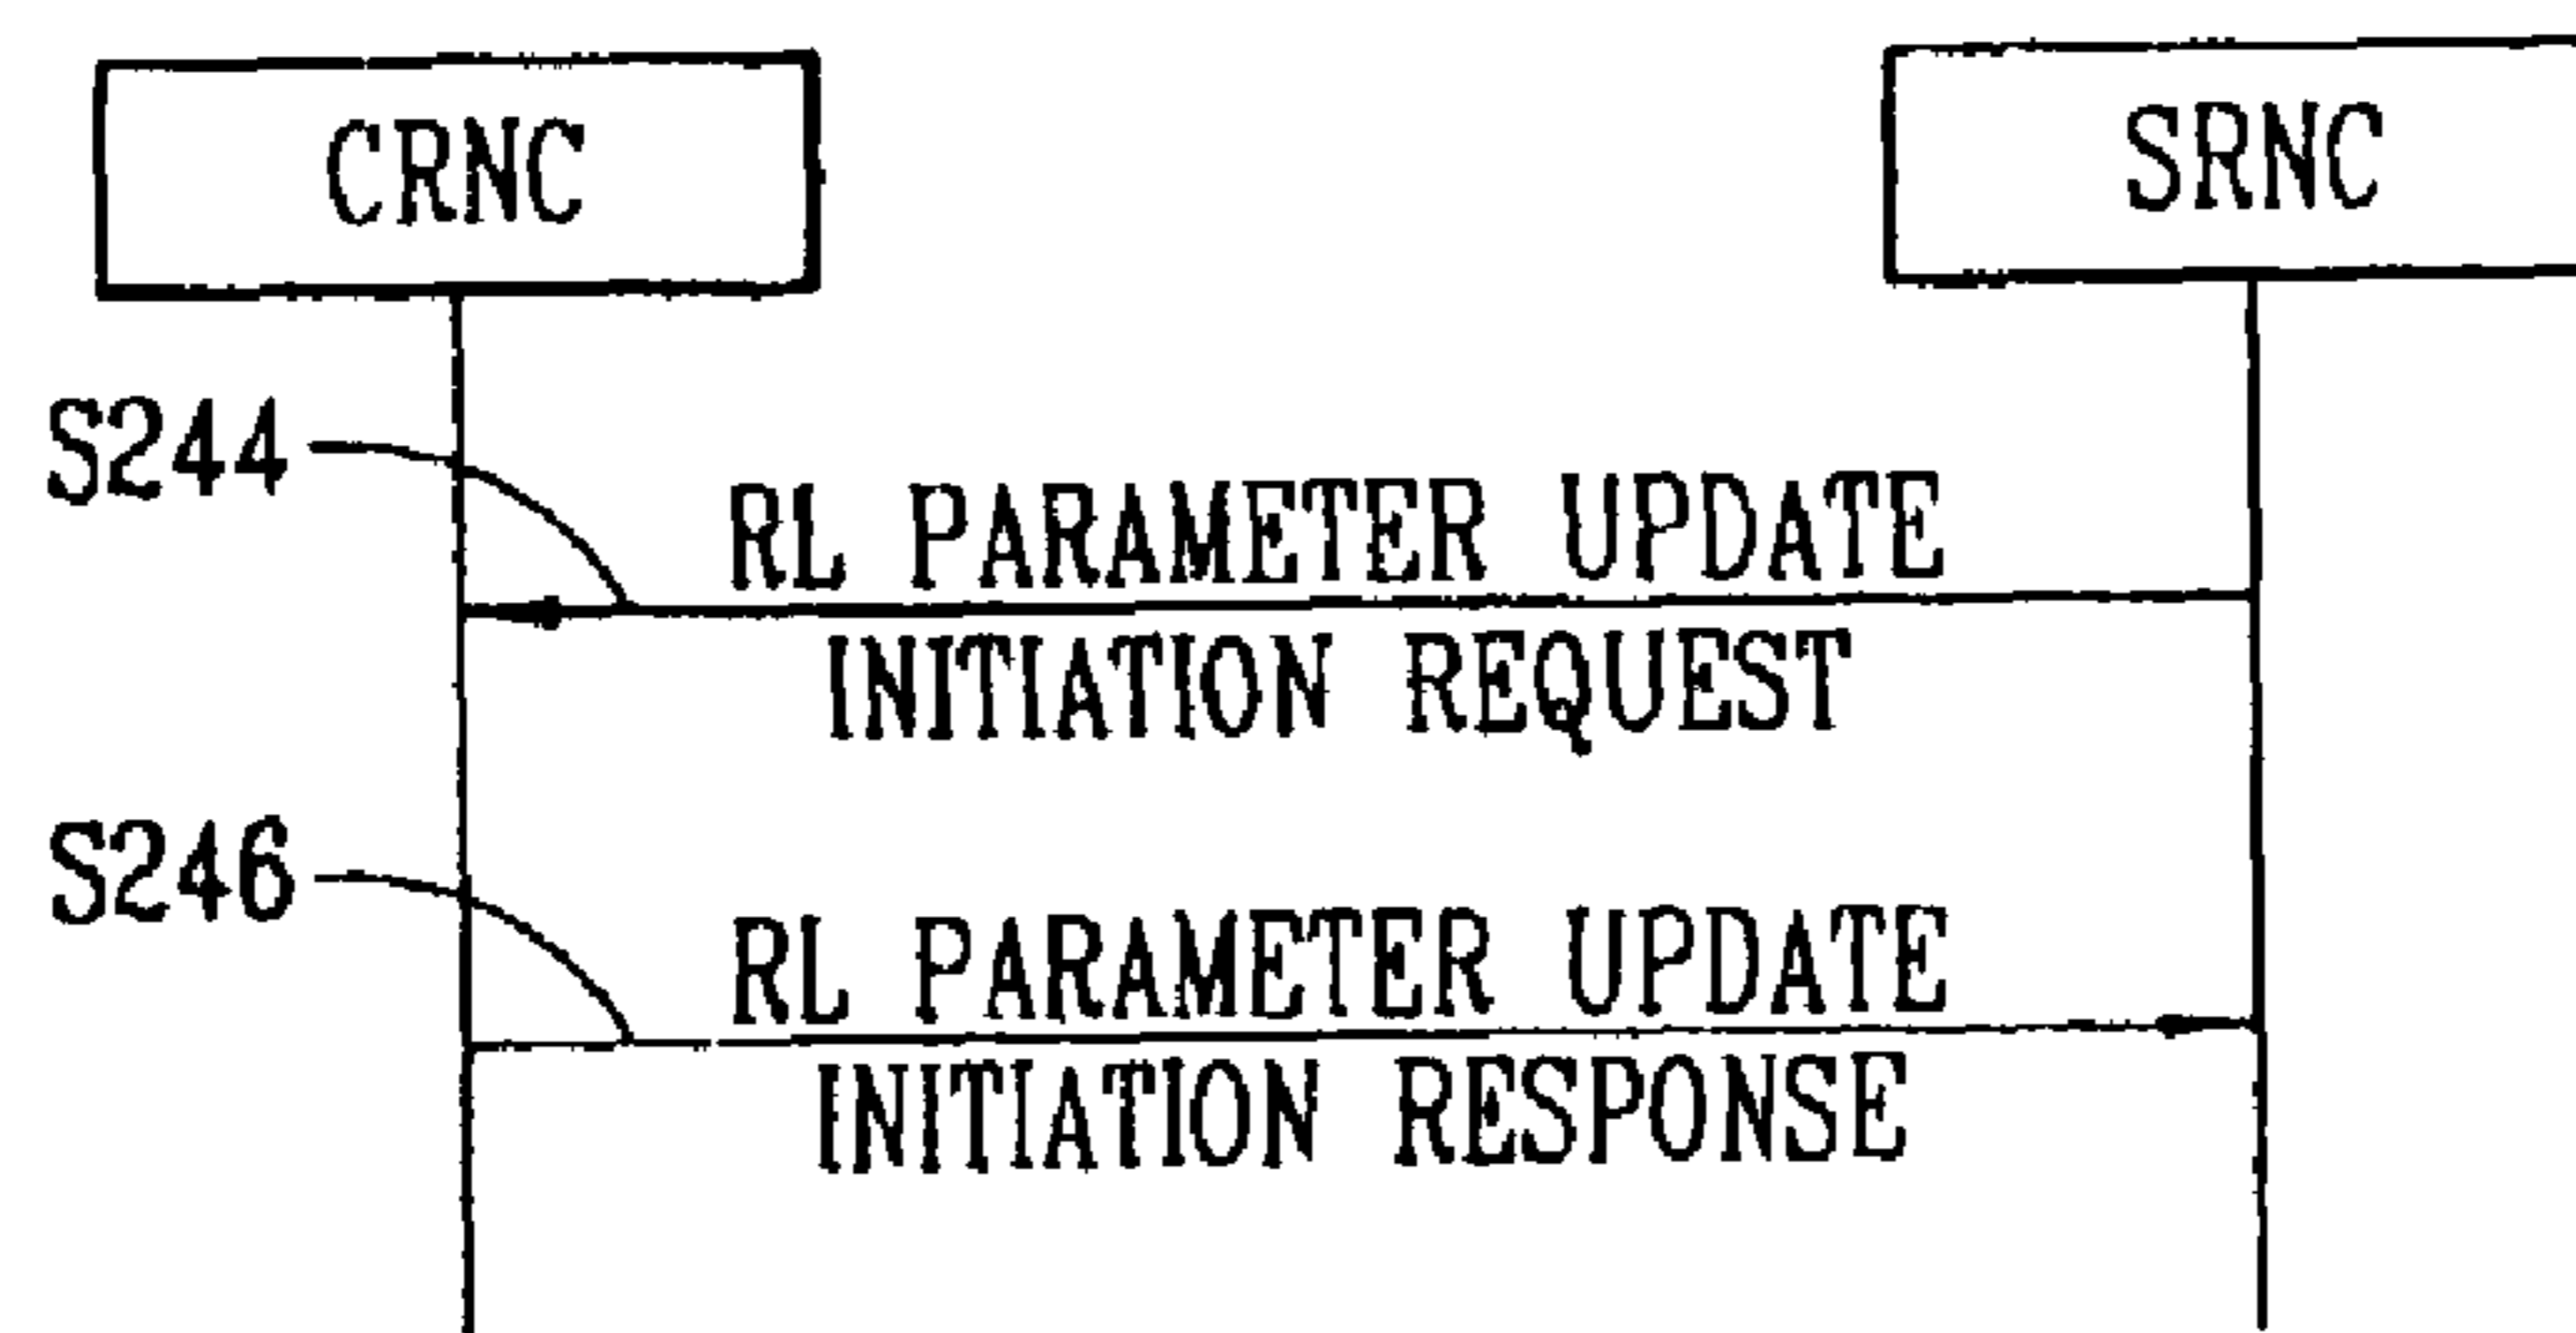 CRNC
SRNC
S244
RL PARAMETER UPDATE
INITIATION REQUEST
S246
RL PARAMETER UPDATE
INITIATION RESPONSE